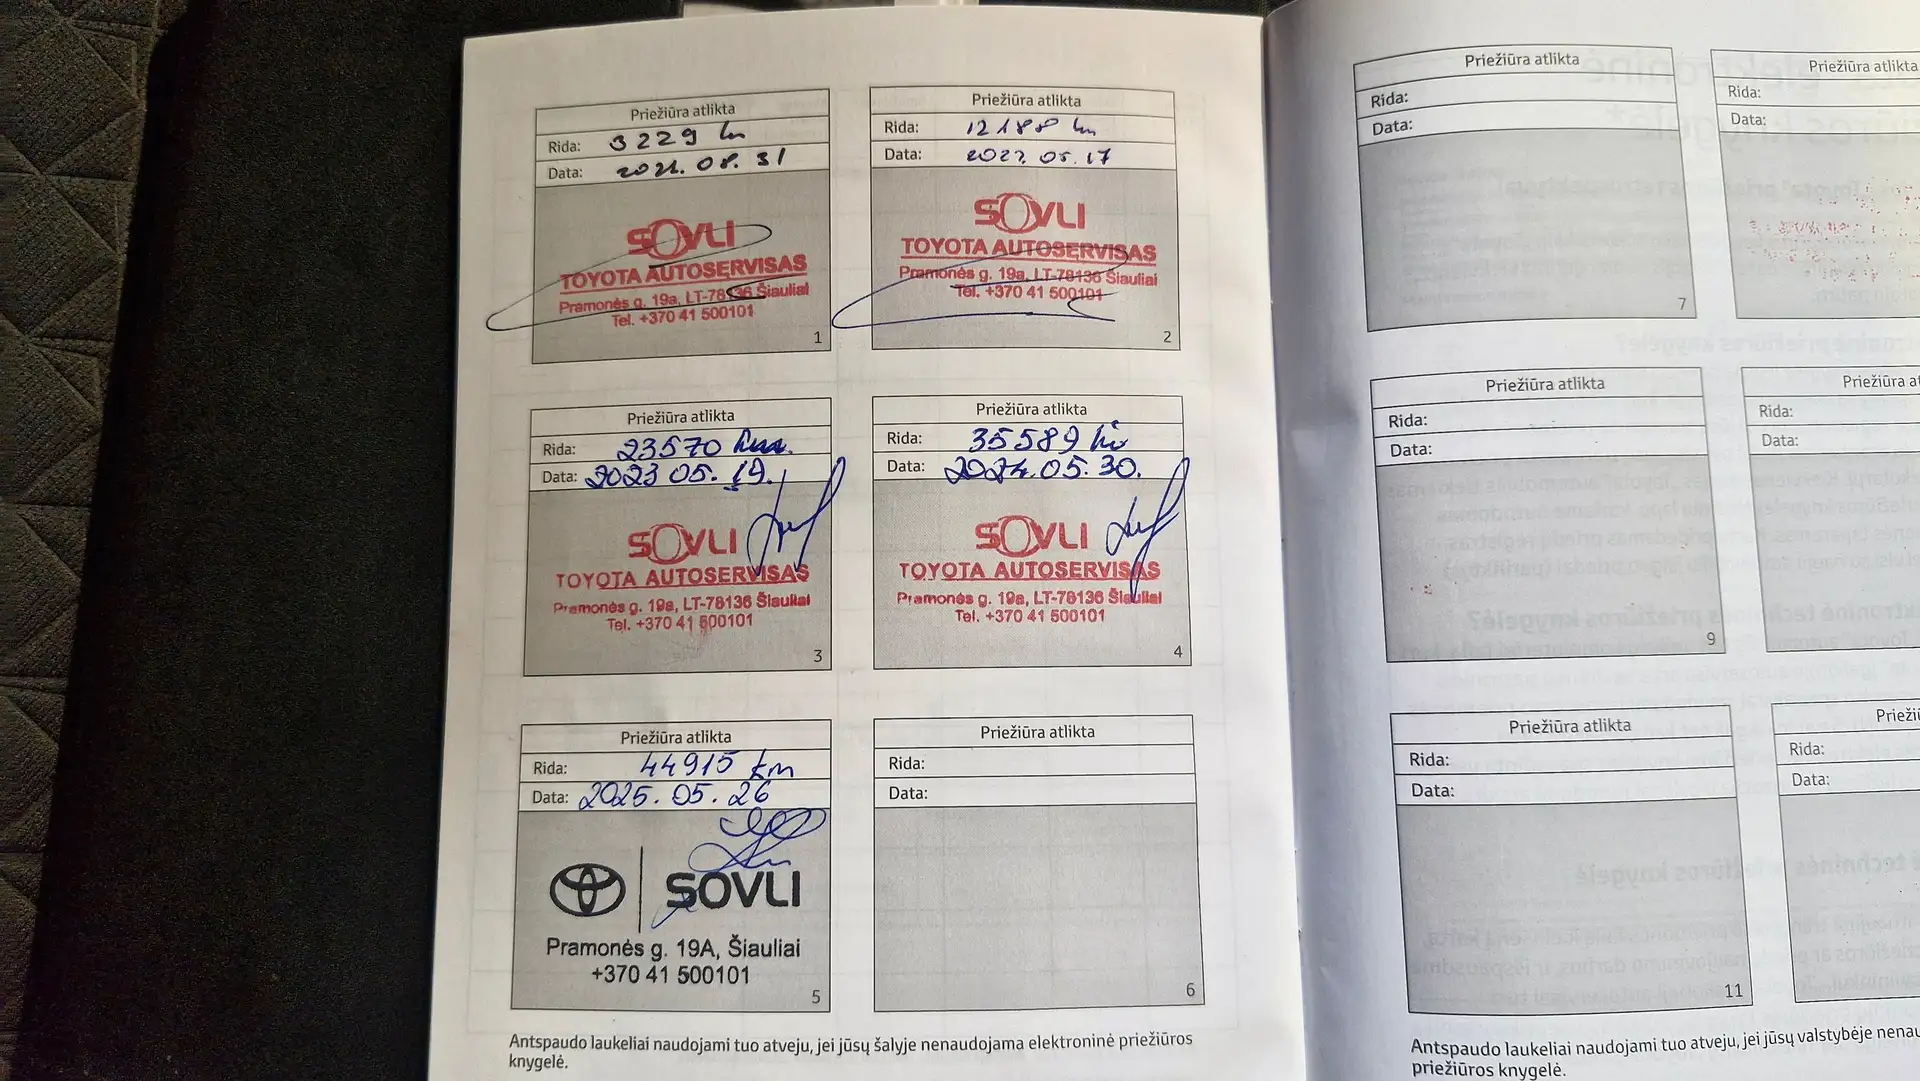 Priežiūra atlikta
Rida: 3229 km
Data: 2021. 08. 31
SOVLI
TOYOTA AUTOSERVISAS
Pramonės g. 19a, LT-78136 Šiauliai
Tel. +370 41 500101
1
Priežiūra atlikta
Rida: 12188 km
Data: 2022. 05. 17
SOVLI
TOYOTA AUTOSERVISAS
Pramonės g. 19a, LT-78136 Šiauliai
Tel. +370 41 500101
2
Priežiūra atlikta
Rida: 23570 km.
Data: 2023 05. 19.
SOVLI
TOYOTA AUTOSERVISAS
Pramonės g. 19a, LT-78136 Šiauliai
Tel. +370 41 500101
3
Priežiūra atlikta
Rida: 35589 km
Data: 2024.05.30.
SOVLI
TOYOTA AUTOSERVISAS
Pramonės g. 19a, LT-78136 Šiauliai
Tel. +370 41 500101
4
Priežiūra atlikta
Rida: 44915 km
Data: 2025.05.26
SOVLI
Pramonės g. 19A, Šiauliai
+370 41 500101
5
Priežiūra atlikta
Rida:
Data:
6
Antspaudo laukeliai naudojami tuo atveju, jei jūsų šalyje nenaudojama elektroninė priežiūros
knygelė.
Priežiūra atlikta
Rida:
Data:
7
Priežiūra atlikta
Rida:
Data:
Priežiūra atlikta
Rida:
Data:
9
Priežiūra
Rida:
Data:
Priežiūra atlikta
Rida:
Data:
11
Rida:
Data:
Antspaudo laukeliai naudojami tuo atveju, jei jūsų valstybėje
priežiūros knygelė.